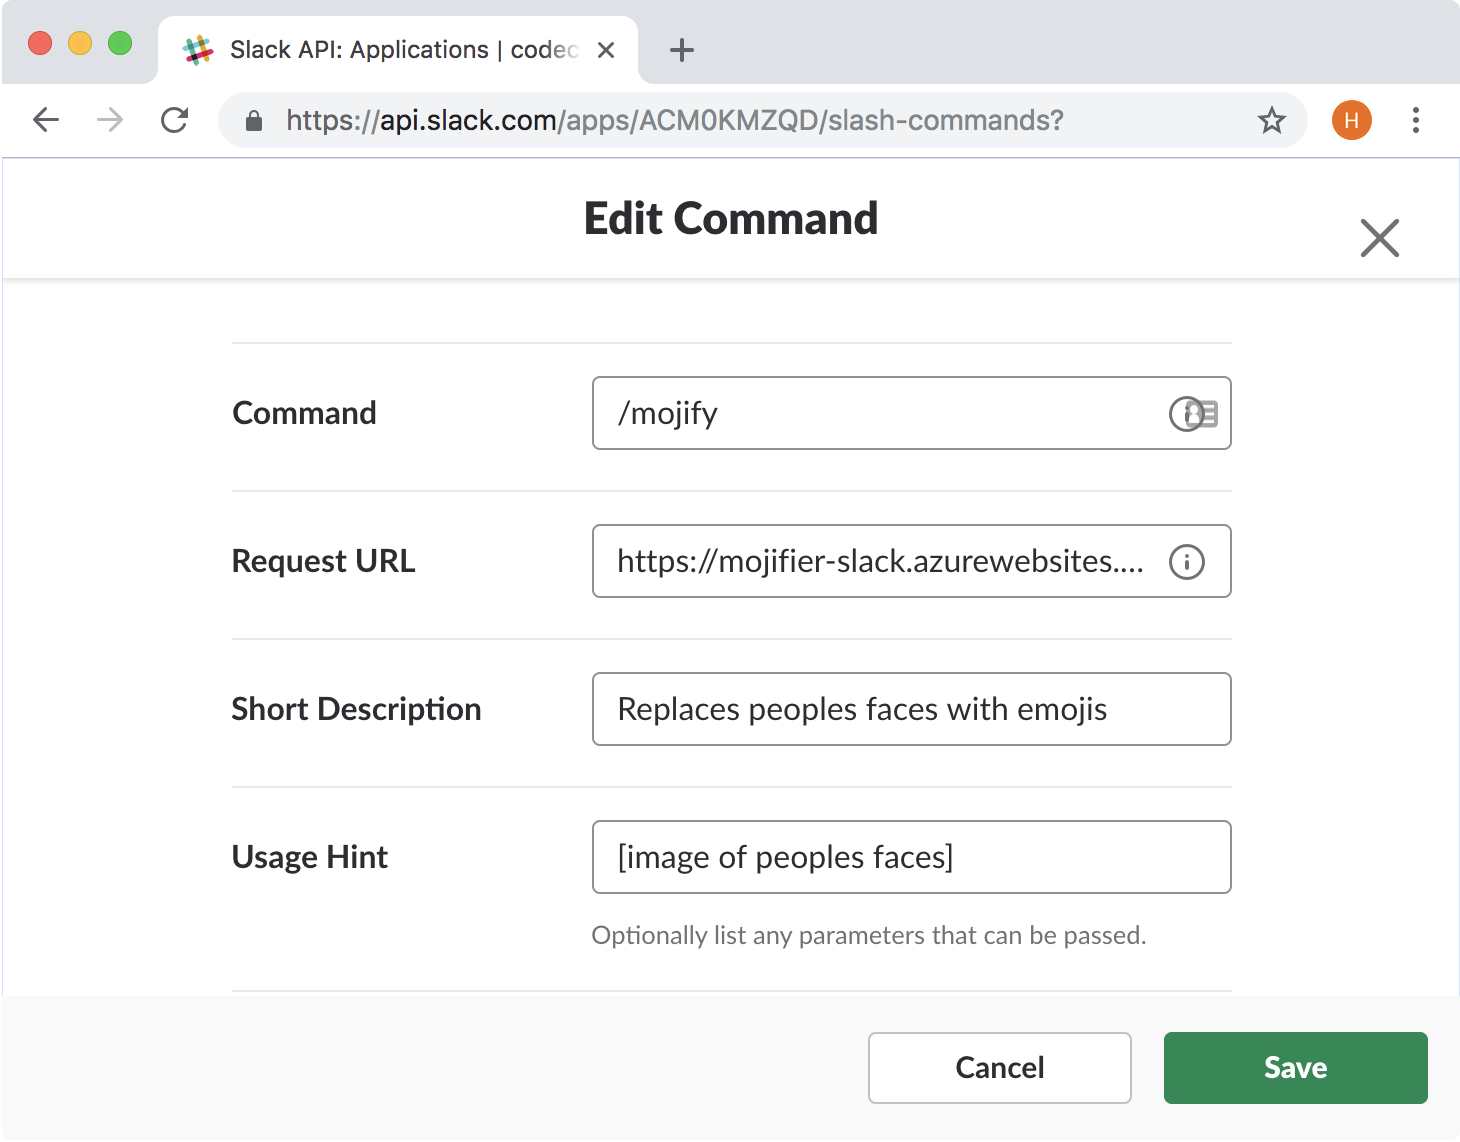 Slack API: Applications | codec
https://api.slack.com/apps/ACM0KMZQD/slash-commands?
H
Edit Command
Command
/mojify
Request URL
https://mojifier-slack.azurewebsites....
Short Description
Replaces peoples faces with emojis
Usage Hint
[image of peoples faces]
Optionally list any parameters that can be passed.
Cancel
Save